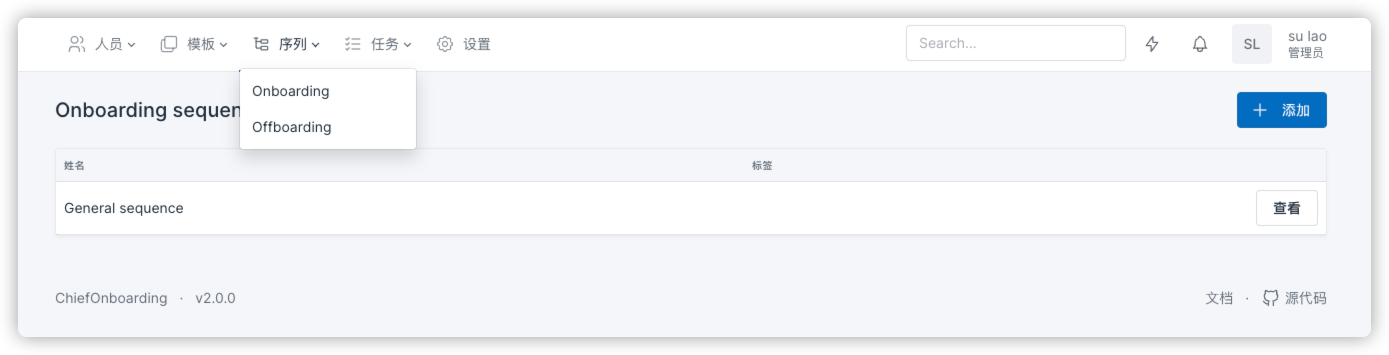 人员 模板 序列 任务 设置 Search... SL su lao
管理员
Onboarding
Offboarding
Onboarding sequen
添加
姓名 标签
General sequence 查看
ChiefOnboarding · v2.0.0 文档 · 源代码